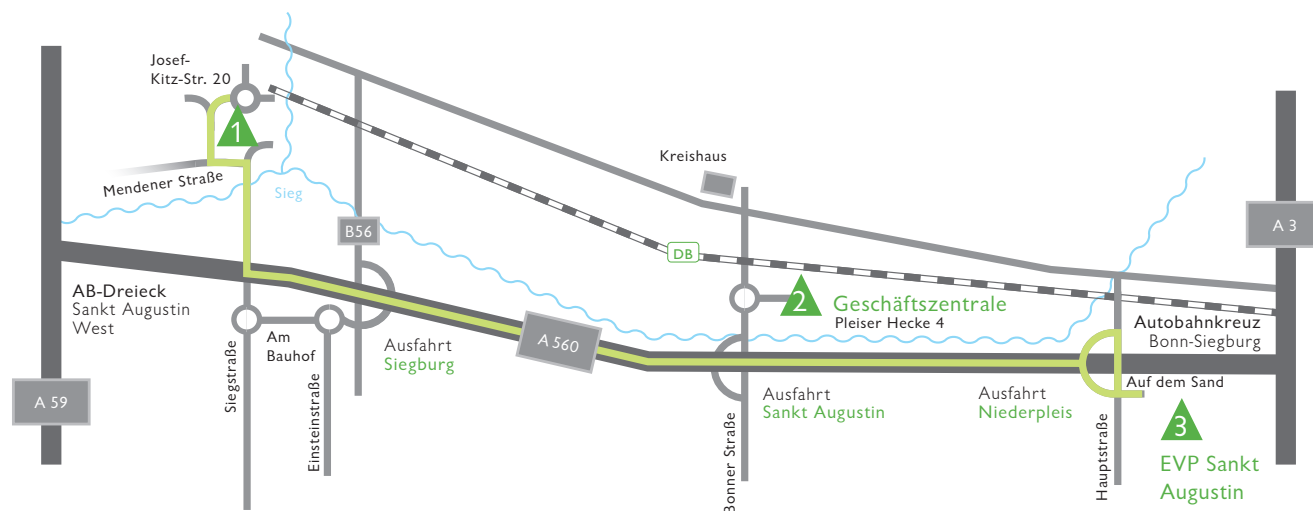 Josef-
Kitz-Str. 20
1
Mendener Straße
Sieg
B56
Kreishaus
A 3
DB
AB-Dreieck
Sankt Augustin
West
2
Geschäftszentrale
Pleiser Hecke 4
Autobahnkreuz
Bonn-Siegburg
Am
Bauhof
Ausfahrt
Siegburg
A 560
Siegstraße
Einsteinstraße
A 59
Ausfahrt
Sankt Augustin
Bonner Straße
Ausfahrt
Niederpleis
Auf dem Sand
Hauptstraße
3
EVP Sankt
Augustin